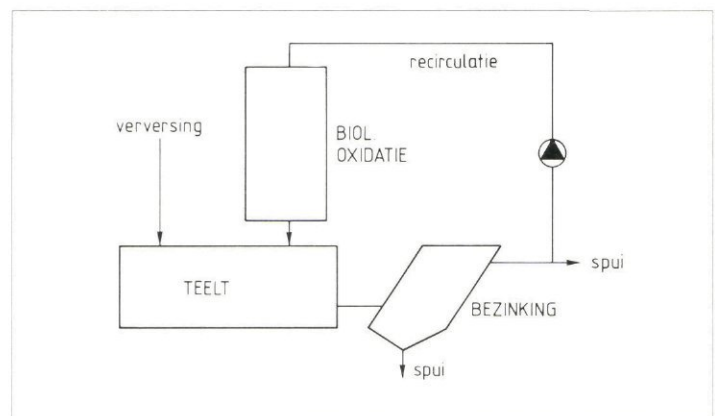 recirculatie
verversing
BIOL.
OXIDATIE
TEELT
spui
BEZINKING
spui